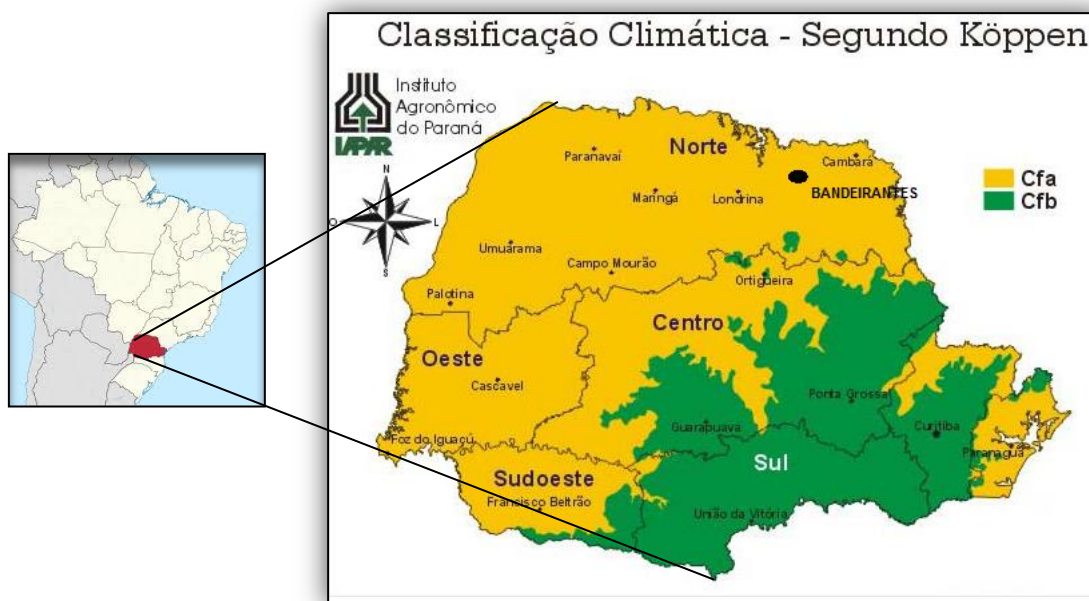 Classificação Climática - Segundo Köppen
Instituto
Agronômico
do Paraná
IAPAR
N
O
L
S
Norte
Paranavaí
Cambará
Maringá
Londrina
BANDEIRANTES
Cfa
Cfb
Umuarama
Campo Mourão
Ortigueira
Palotina
Centro
Oeste
Cascavel
Ponta Grossa
Guarapuava
Curitiba
Foz do Iguaçú
Paranaguá
Sul
Sudoeste
Francisco Beltrão
União da Vitória